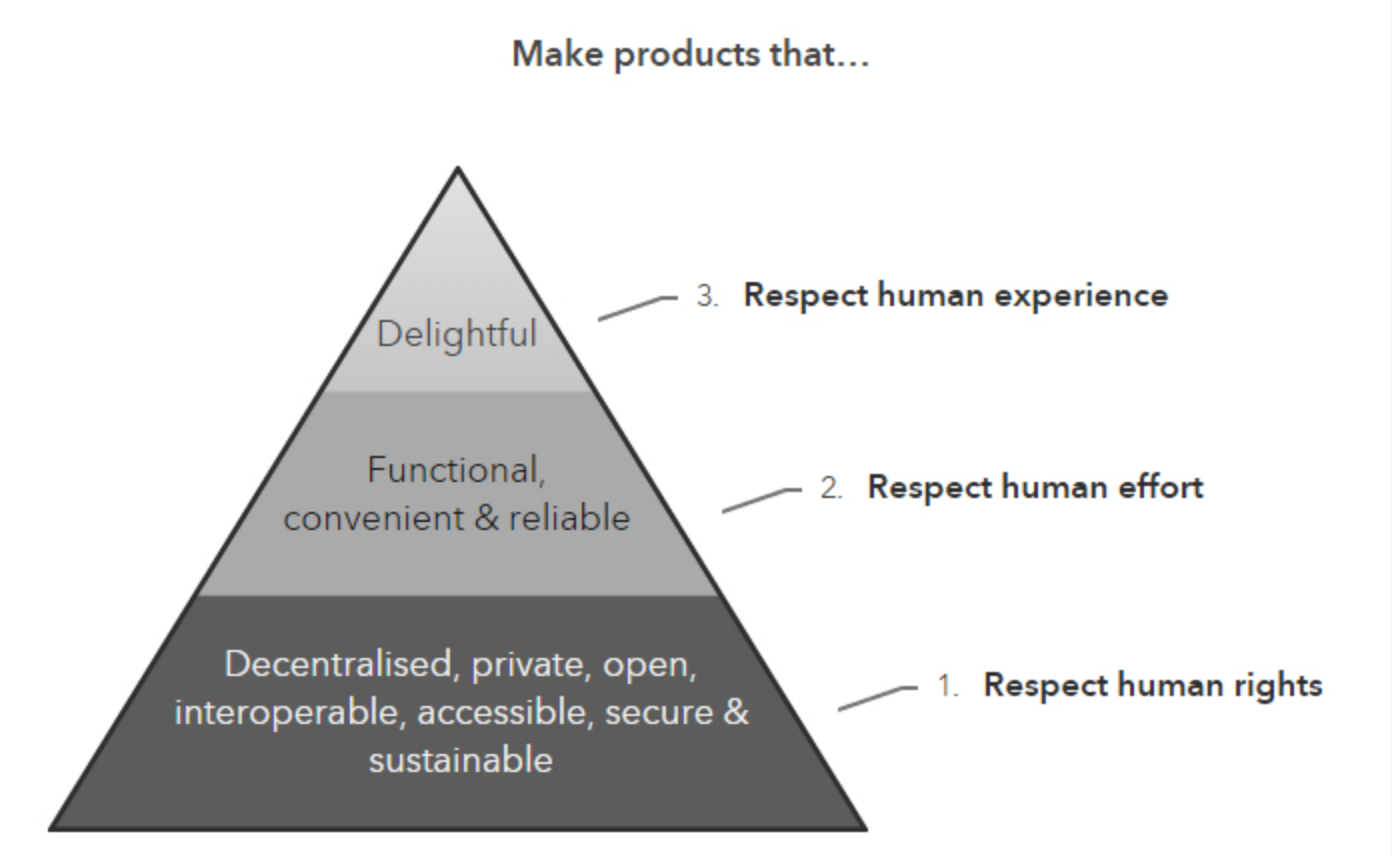 Make products that…
Delightful
3. Respect human experience
Functional,
convenient & reliable
2. Respect human effort
Decentralised, private, open,
interoperable, accessible, secure &
sustainable
1. Respect human rights